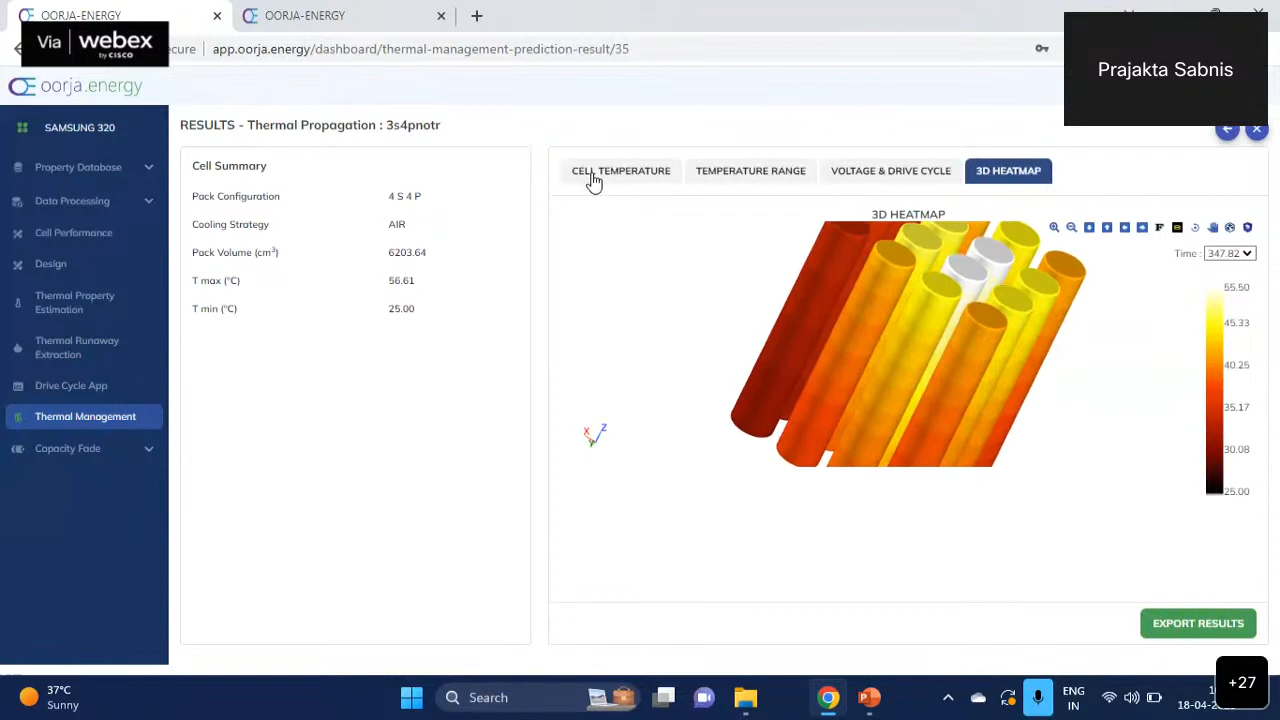 OORJA-ENERGY
OORJA-ENERGY
Via webex
by CISCO
app.oorja.energy/dashboard/thermal-management-prediction-result/35
Prajakta Sabnis
oorja.energy
SAMSUNG 320
Property Database
Data Processing
Cell Performance
Design
Thermal Property
Estimation
Thermal Runaway
Extraction
Drive Cycle App
Thermal Management
Capacity Fade
RESULTS - Thermal Propagation : 3s4pnotr
Cell Summary
Pack Configuration 4 S 4 P
Cooling Strategy AIR
Pack Volume (cm³) 6203.64
T max (°C) 56.61
T min (°C) 25.00
CELL TEMPERATURE TEMPERATURE RANGE VOLTAGE & DRIVE CYCLE 3D HEATMAP
3D HEATMAP
Time : 347.82
55.50
45.33
40.25
35.17
30.08
25.00
X Y Z
EXPORT RESULTS
37°C
Sunny
Search
ENG
IN
+27